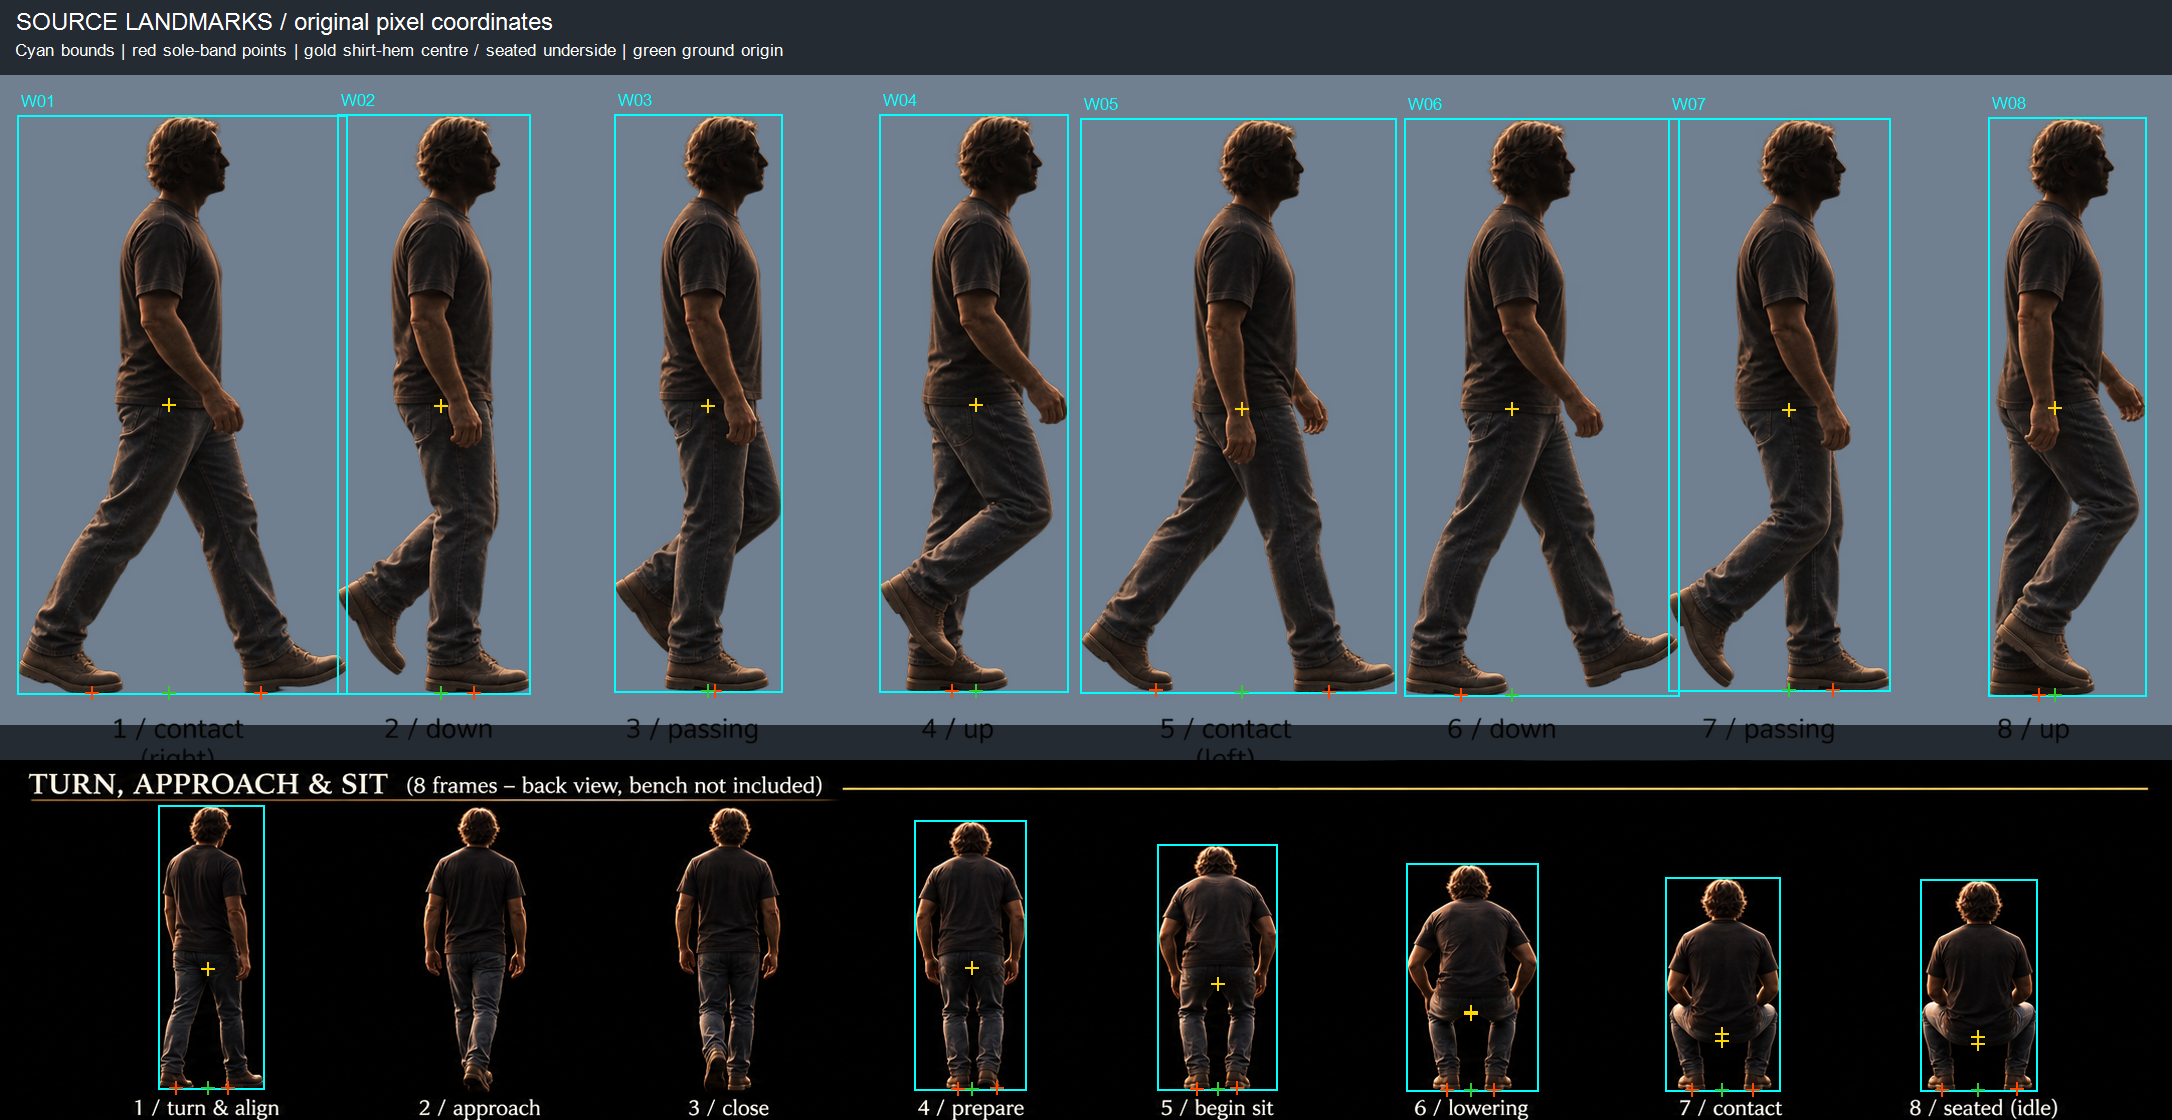 SOURCE LANDMARKS / original pixel coordinates
Cyan bounds | red sole-band points | gold shirt-hem centre / seated underside | green ground origin
W01 W02 W03 W04 W05 W06 W07 W08
1 / contact 2 / down 3 / passing 4 / up 5 / contact 6 / down 7 / passing 8 / up
(right) (left)
TURN, APPROACH & SIT (8 frames – back view, bench not included)
1 / turn & align 2 / approach 3 / close 4 / prepare 5 / begin sit 6 / lowering 7 / contact 8 / seated (idle)